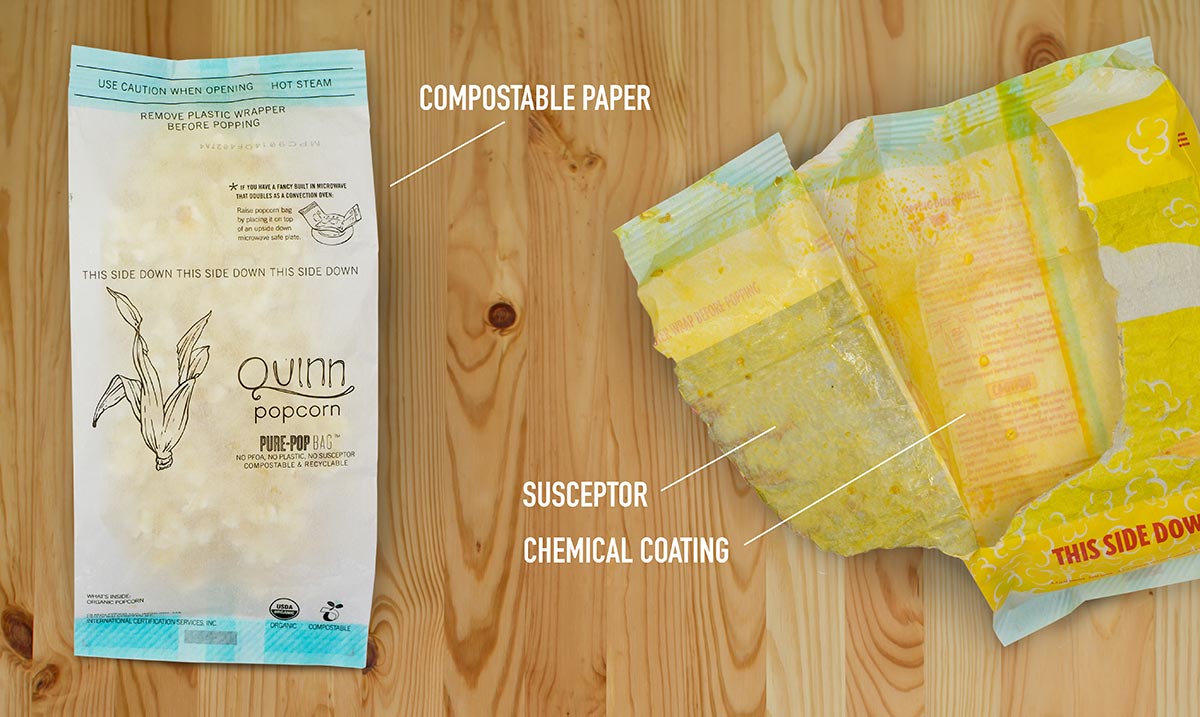 USE CAUTION WHEN OPENING HOT STEAM
REMOVE PLASTIC WRAPPER
BEFORE POPPING
* IF YOU HAVE A FANCY BUILT IN MICROWAVE
THAT DOUBLES AS A CONVECTION OVEN:
Raise popcorn bag
by placing it on top
of an upside down
microwave safe plate.
THIS SIDE DOWN THIS SIDE DOWN THIS SIDE DOWN
Quinn
popcorn
PURE-POP BAG™
NO PFOA, NO PLASTIC, NO SUSCEPTOR
COMPOSTABLE & RECYCLABLE
WHAT'S INSIDE:
ORGANIC POPCORN
INTERNATIONAL CERTIFICATION SERVICES, INC.
USDA
ORGANIC
ORGANIC
COMPOSTABLE
COMPOSTABLE PAPER
SUSCEPTOR
CHEMICAL COATING
WRAP BEFORE POPPING
THIS SIDE DOW